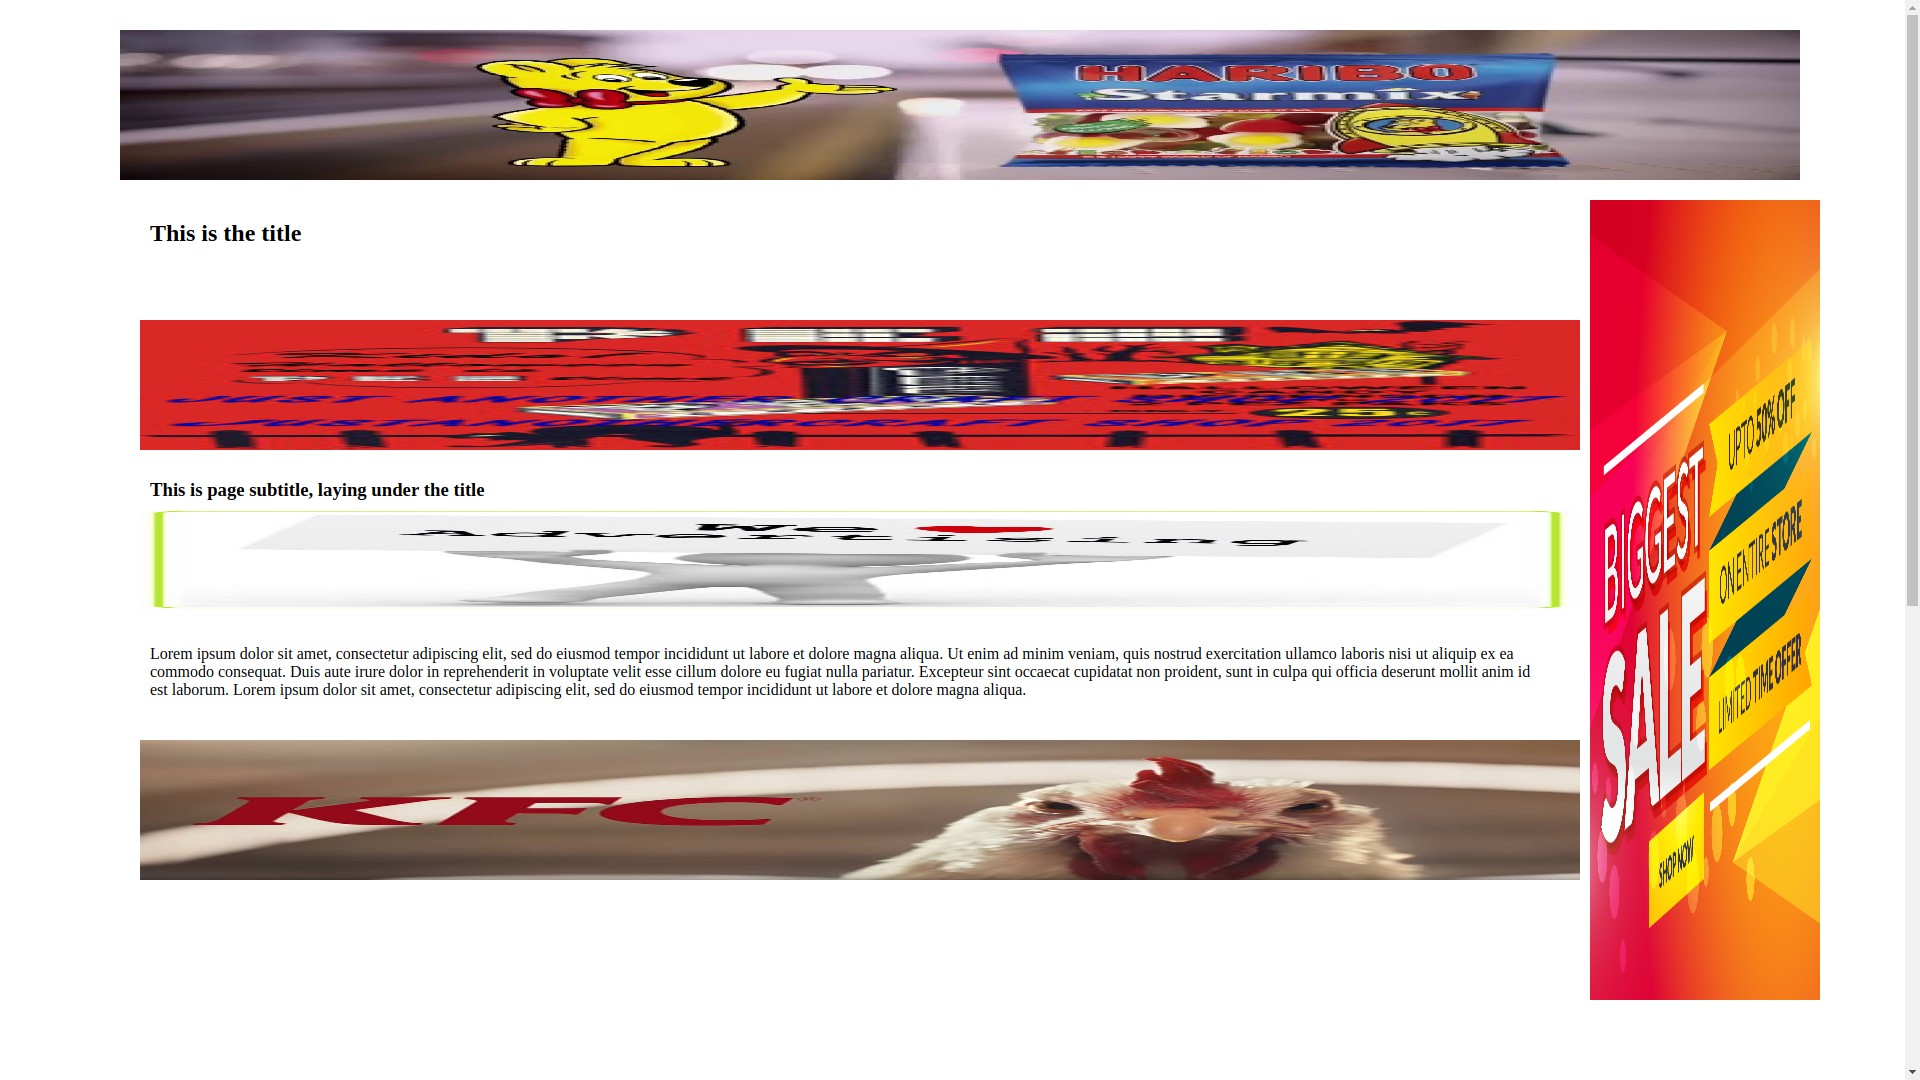 HARIBO
Starmix
This is the title
JUST ANOTHER CRAFT SHOP 2017
25%
This is page subtitle, laying under the title
We
Advertising
Lorem ipsum dolor sit amet, consectetur adipiscing elit, sed do eiusmod tempor incididunt ut labore et dolore magna aliqua. Ut enim ad minim veniam, quis nostrud exercitation ullamco laboris nisi ut aliquip ex ea
commodo consequat. Duis aute irure dolor in reprehenderit in voluptate velit esse cillum dolore eu fugiat nulla pariatur. Excepteur sint occaecat cupidatat non proident, sunt in culpa qui officia deserunt mollit anim id
est laborum. Lorem ipsum dolor sit amet, consectetur adipiscing elit, sed do eiusmod tempor incididunt ut labore et dolore magna aliqua.
KFC®
BIGGEST
SALE
UPTO 50% OFF
ON ENTIRE STORE
LIMITED TIME OFFER
SHOP NOW